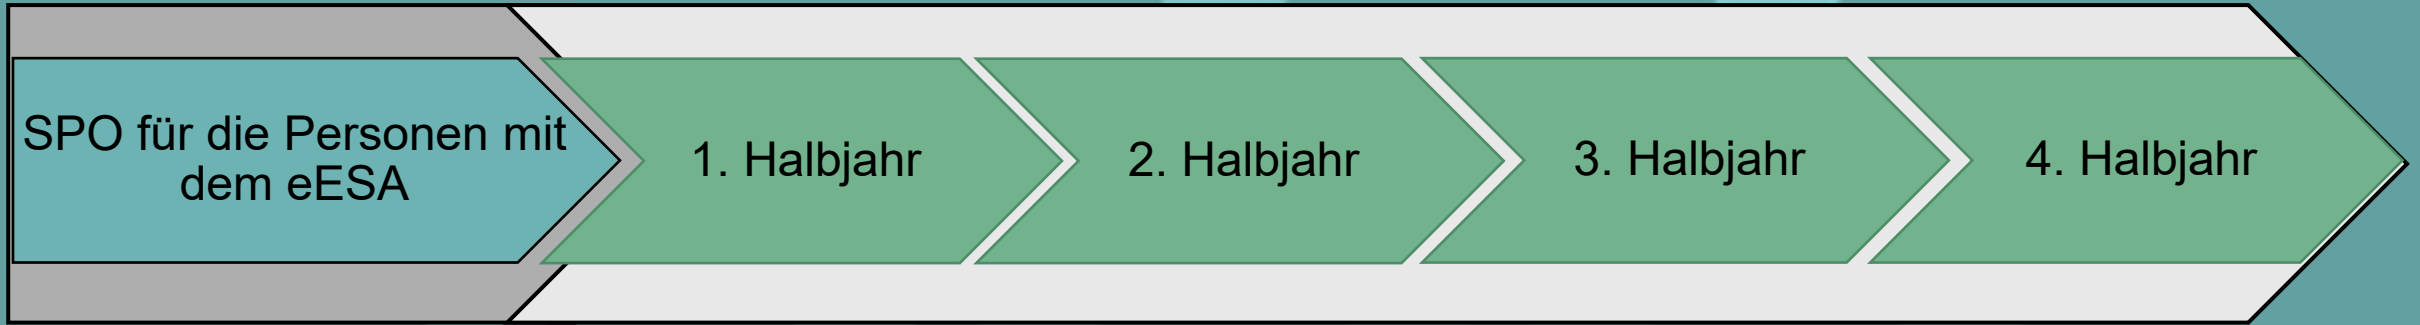 SPO für die Personen mit
dem eESA
1. Halbjahr
2. Halbjahr
3. Halbjahr
4. Halbjahr